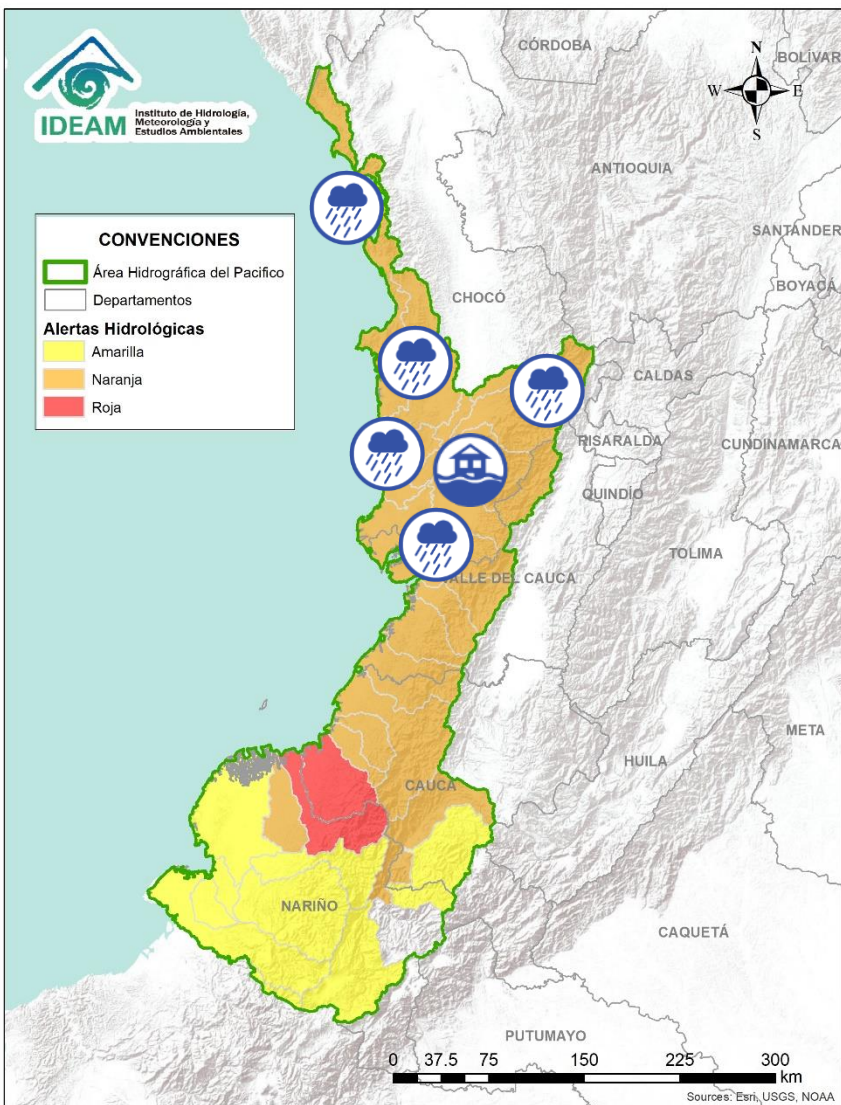 IDEAM
Instituto de Hidrología,
Meteorología y
Estudios Ambientales
N
W
E
S
CÓRDOBA
BOLÍVAR
ANTIOQUIA
SANTANDER
BOYACÁ
CHOCÓ
CALDAS
RISARALDA
CUNDINAMARCA
QUINDÍO
TOLIMA
VALLE DEL CAUCA
META
HUILA
CAUCA
NARIÑO
CAQUETÁ
PUTUMAYO
CONVENCIONES
Área Hidrográfica del Pacifico
Departamentos
Alertas Hidrológicas
Amarilla
Naranja
Roja
0 37.5 75 150 225 300
km
Sources: Esri, USGS, NOAA